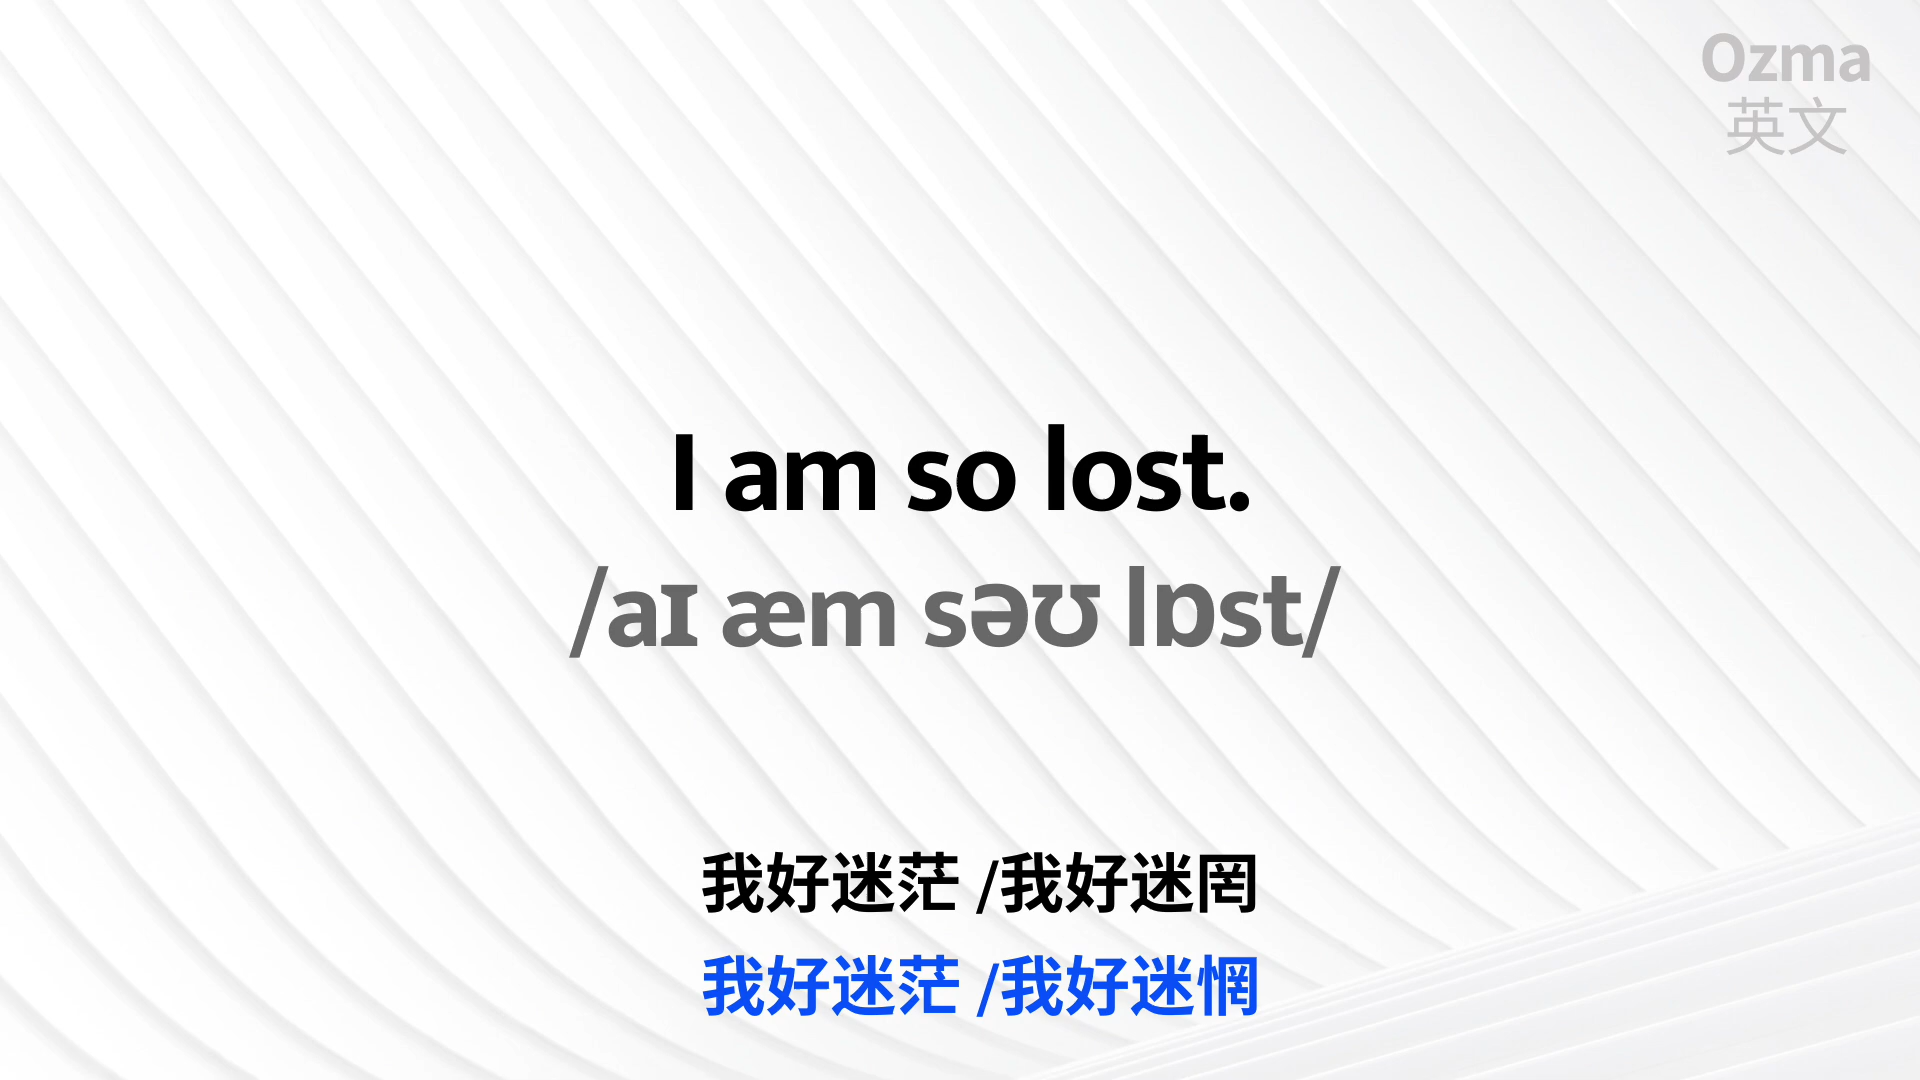 Ozma
英文
I am so lost.
/aɪ æm səʊ lɒst/
我好迷茫 /我好迷罔
我好迷茫 /我好迷惘